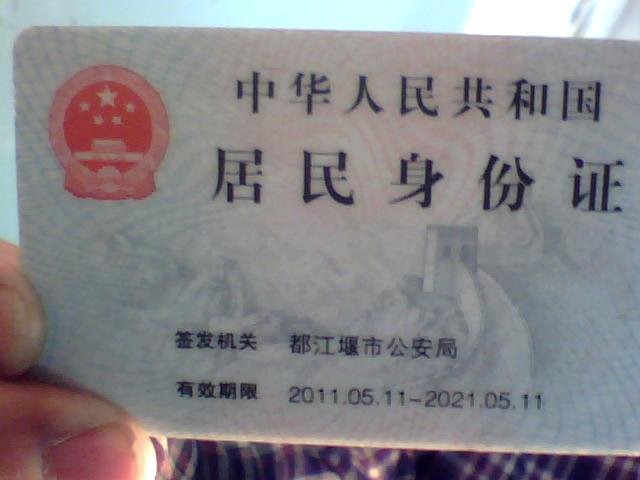 中华人民共和国
居民身份证
签发机关 都江堰市公安局
有效期限 2011.05.11-2021.05.11